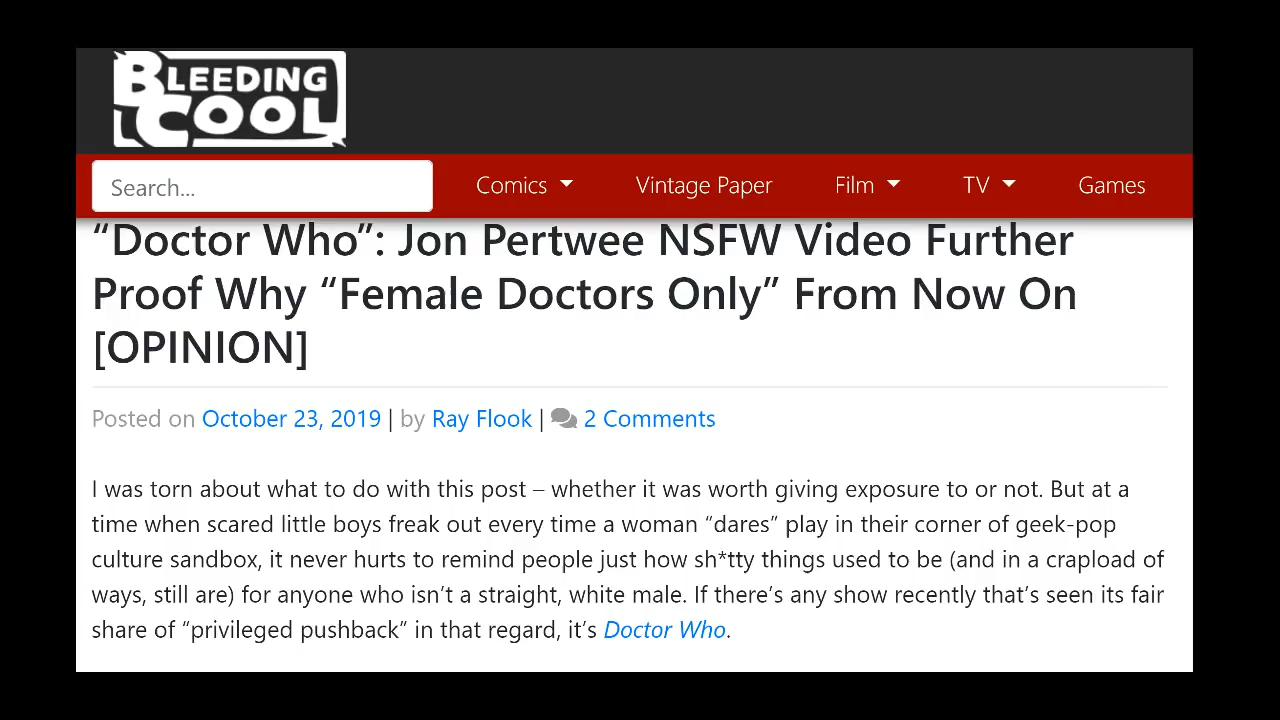 BLEEDING
COOL
Search...
Comics
Vintage Paper
Film
TV
Games
“Doctor Who”: Jon Pertwee NSFW Video Further
Proof Why “Female Doctors Only” From Now On
[OPINION]
Posted on October 23, 2019 | by Ray Flook | 2 Comments
I was torn about what to do with this post – whether it was worth giving exposure to or not. But at a
time when scared little boys freak out every time a woman “dares” play in their corner of geek-pop
culture sandbox, it never hurts to remind people just how sh*tty things used to be (and in a crapload of
ways, still are) for anyone who isn’t a straight, white male. If there’s any show recently that’s seen its fair
share of “privileged pushback” in that regard, it’s Doctor Who.